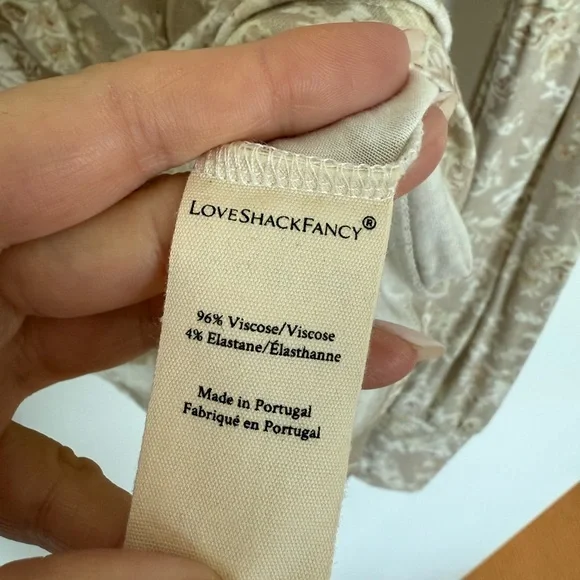 LOVESHACKFANCY®
96% Viscose/Viscose
4% Elastane/Élasthanne
Made in Portugal
Fabriqué en Portugal